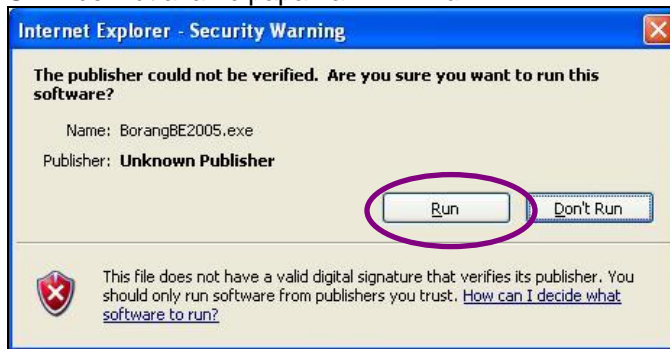 Internet Explorer - Security Warning
The publisher could not be verified. Are you sure you want to run this
software?
Name: BorangBE2005.exe
Publisher: Unknown Publisher
Run Don't Run
This file does not have a valid digital signature that verifies its publisher. You
should only run software from publishers you trust. How can I decide what
software to run?